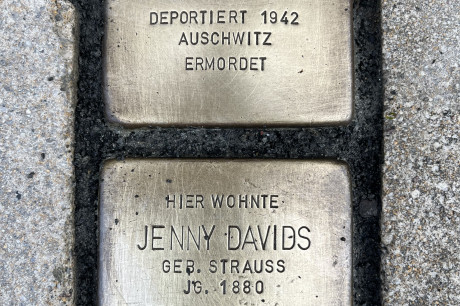 DEPORTIERT 1942
AUSCHWITZ
ERMORDET
HIER WOHNTE
JENNY DAVIDS
GEB. STRAUSS
JG. 1880